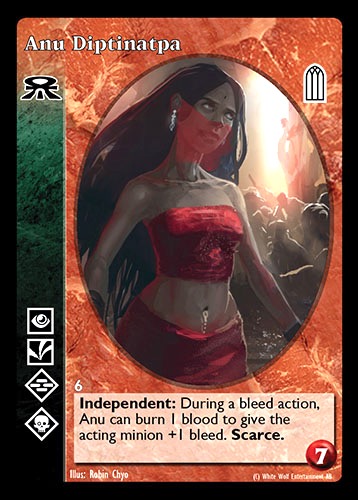 Anu Diptinatpa
6
Independent: During a bleed action,
Anu can burn 1 blood to give the
acting minion +1 bleed. Scarce.
7
Illus: Robin Chyo
(C) White Wolf Entertainment AB